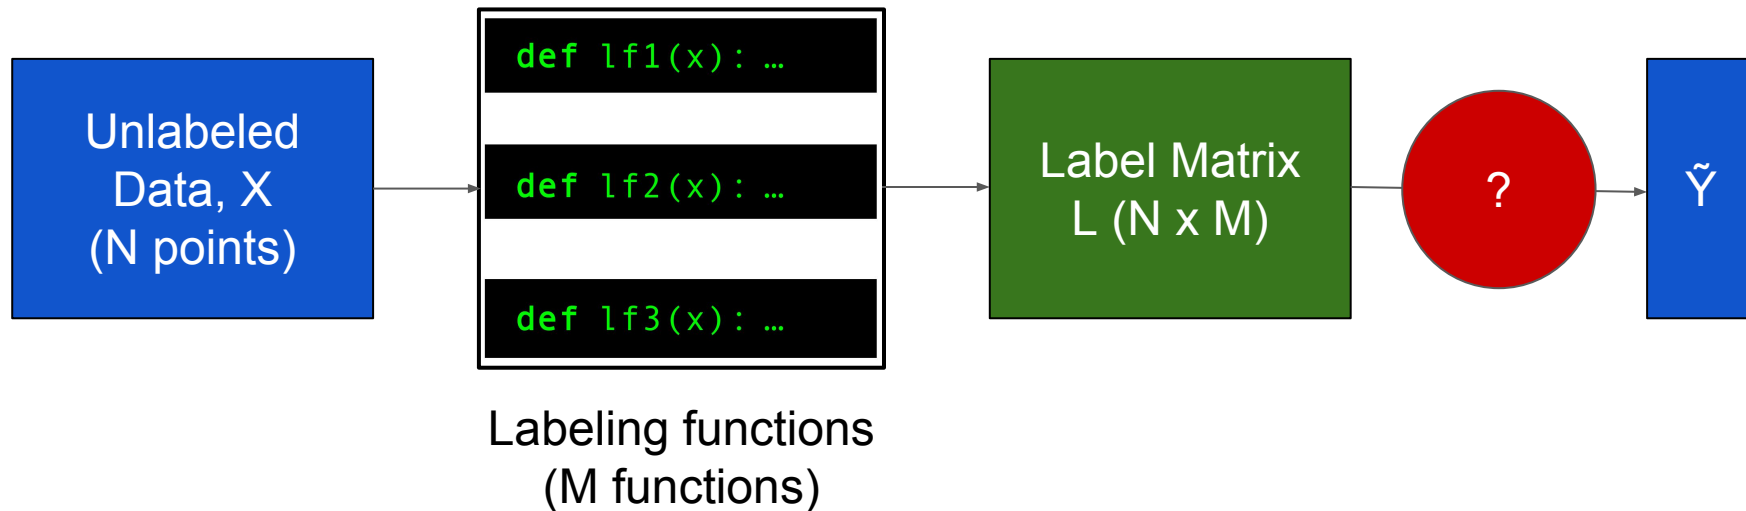 Unlabeled
Data, X
(N points)
def lf1(x): …
def lf2(x): …
def lf3(x): …
Labeling functions
(M functions)
Label Matrix
L (N x M)
?
Ỹ